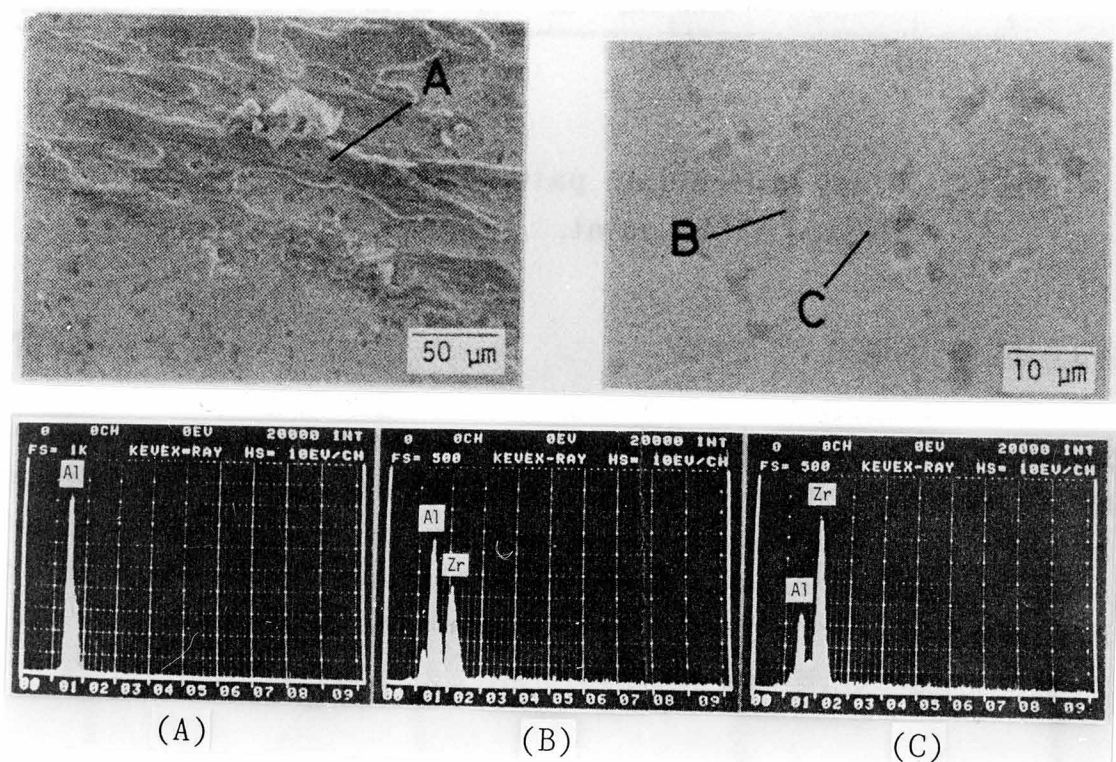 A
50 µm
B
C
10 µm
0 0CH 0EV 20000 INT
FS= 1K KEVEX-RAY HS= 10EV/CH
Al
00 01 02 03 04 05 06 07 08 09
(A)
0 0CH 0EV 20000 INT
FS= 500 KEVEX-RAY HS= 10EV/CH
Al
Zr
00 01 02 03 04 05 06 07 08 09
(B)
0 0CH 0EV 20000 INT
FS= 500 KEVEX-RAY HS= 10EV/CH
Zr
Al
00 01 02 03 04 05 06 07 08 09
(C)